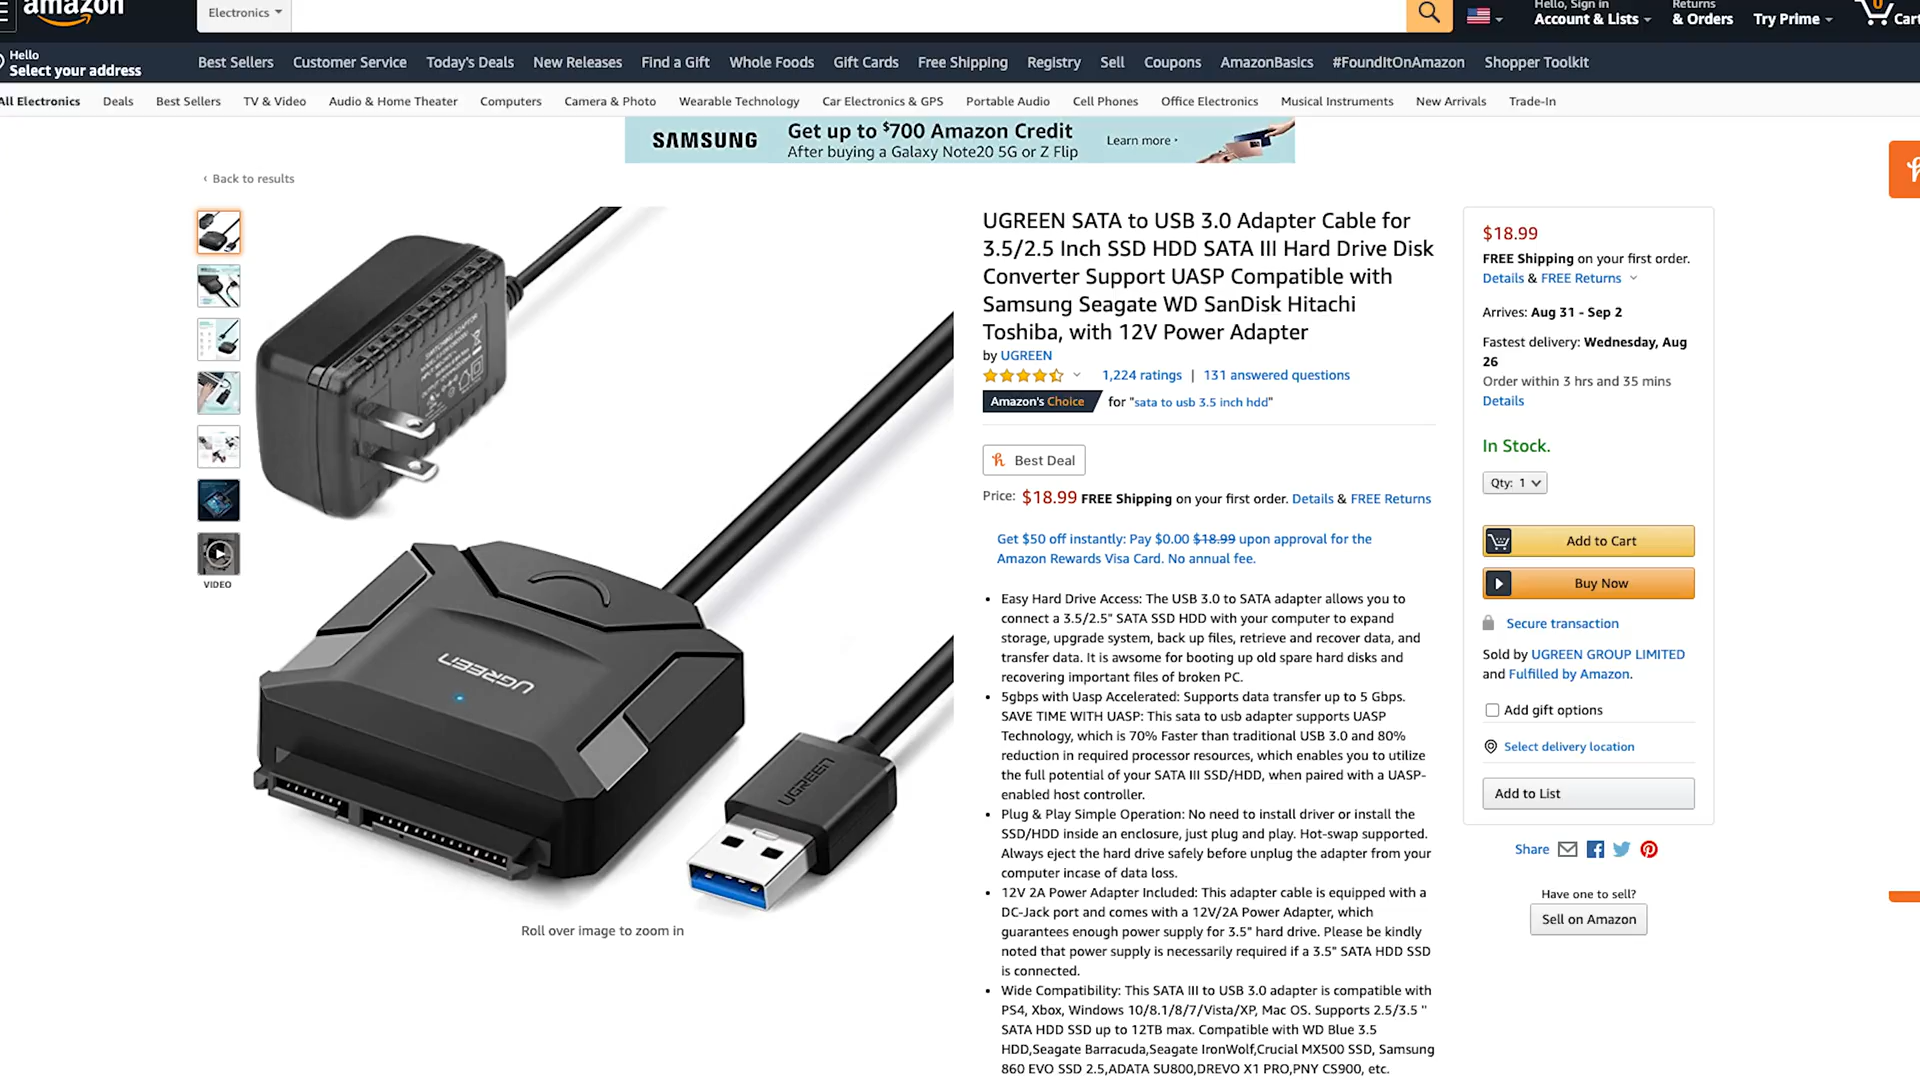 amazon
Electronics
Hello, Sign in
Account & Lists
Returns
& Orders
Try Prime
0
Cart
Hello
Select your address
Best Sellers
Customer Service
Today's Deals
New Releases
Find a Gift
Whole Foods
Gift Cards
Free Shipping
Registry
Sell
Coupons
AmazonBasics
#FoundItOnAmazon
Shopper Toolkit
All Electronics
Deals
Best Sellers
TV & Video
Audio & Home Theater
Computers
Camera & Photo
Wearable Technology
Car Electronics & GPS
Portable Audio
Cell Phones
Office Electronics
Musical Instruments
New Arrivals
Trade-In
SAMSUNG
Get up to $700 Amazon Credit
After buying a Galaxy Note20 5G or Z Flip
Learn more
‹ Back to results
VIDEO
SWITCHING ADAPTOR
UGREEN
UGREEN
Roll over image to zoom in
UGREEN SATA to USB 3.0 Adapter Cable for
3.5/2.5 Inch SSD HDD SATA III Hard Drive Disk
Converter Support UASP Compatible with
Samsung Seagate WD SanDisk Hitachi
Toshiba, with 12V Power Adapter
by UGREEN
1,224 ratings | 131 answered questions
Amazon's Choice for "sata to usb 3.5 inch hdd"
Best Deal
Price: $18.99 FREE Shipping on your first order. Details & FREE Returns
Get $50 off instantly: Pay $0.00 $18.99 upon approval for the
Amazon Rewards Visa Card. No annual fee.
• Easy Hard Drive Access: The USB 3.0 to SATA adapter allows you to
connect a 3.5/2.5" SATA SSD HDD with your computer to expand
storage, upgrade system, back up files, retrieve and recover data, and
transfer data. It is awsome for booting up old spare hard disks and
recovering important files of broken PC.
• 5gbps with Uasp Accelerated: Supports data transfer up to 5 Gbps.
SAVE TIME WITH UASP: This sata to usb adapter supports UASP
Technology, which is 70% Faster than traditional USB 3.0 and 80%
reduction in required processor resources, which enables you to utilize
the full potential of your SATA III SSD/HDD, when paired with a UASP-
enabled host controller.
• Plug & Play Simple Operation: No need to install driver or install the
SSD/HDD inside an enclosure, just plug and play. Hot-swap supported.
Always eject the hard drive safely before unplug the adapter from your
computer incase of data loss.
• 12V 2A Power Adapter Included: This adapter cable is equipped with a
DC-Jack port and comes with a 12V/2A Power Adapter, which
guarantees enough power supply for 3.5" hard drive. Please be kindly
noted that power supply is necessarily required if a 3.5" SATA HDD SSD
is connected.
• Wide Compatibility: This SATA III to USB 3.0 adapter is compatible with
PS4, Xbox, Windows 10/8.1/8/7/Vista/XP, Mac OS. Supports 2.5/3.5 "
SATA HDD SSD up to 12TB max. Compatible with WD Blue 3.5
HDD,Seagate Barracuda,Seagate IronWolf,Crucial MX500 SSD, Samsung
860 EVO SSD 2.5,ADATA SU800,DREVO X1 PRO,PNY CS900, etc.
$18.99
FREE Shipping on your first order.
Details & FREE Returns
Arrives: Aug 31 - Sep 2
Fastest delivery: Wednesday, Aug
26
Order within 3 hrs and 35 mins
Details
In Stock.
Qty: 1
Add to Cart
Buy Now
Secure transaction
Sold by UGREEN GROUP LIMITED
and Fulfilled by Amazon.
Add gift options
Select delivery location
Add to List
Share
Have one to sell?
Sell on Amazon